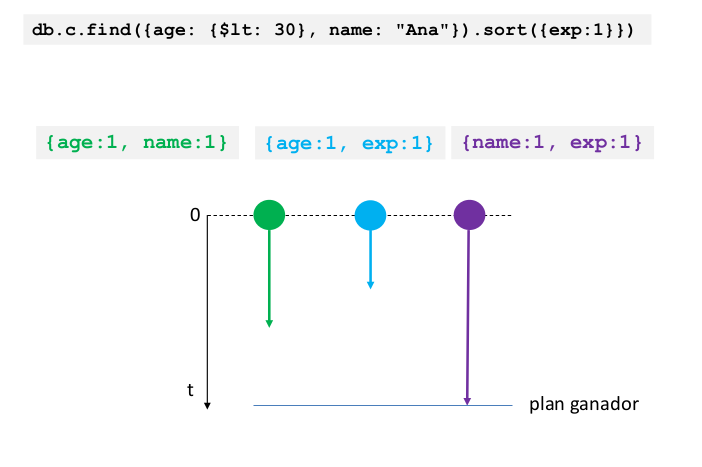 db.c.find({age: {$lt: 30}, name: "Ana"}).sort({exp:1}})
{age:1, name:1} {age:1, exp:1} {name:1, exp:1}
0
t
plan ganador